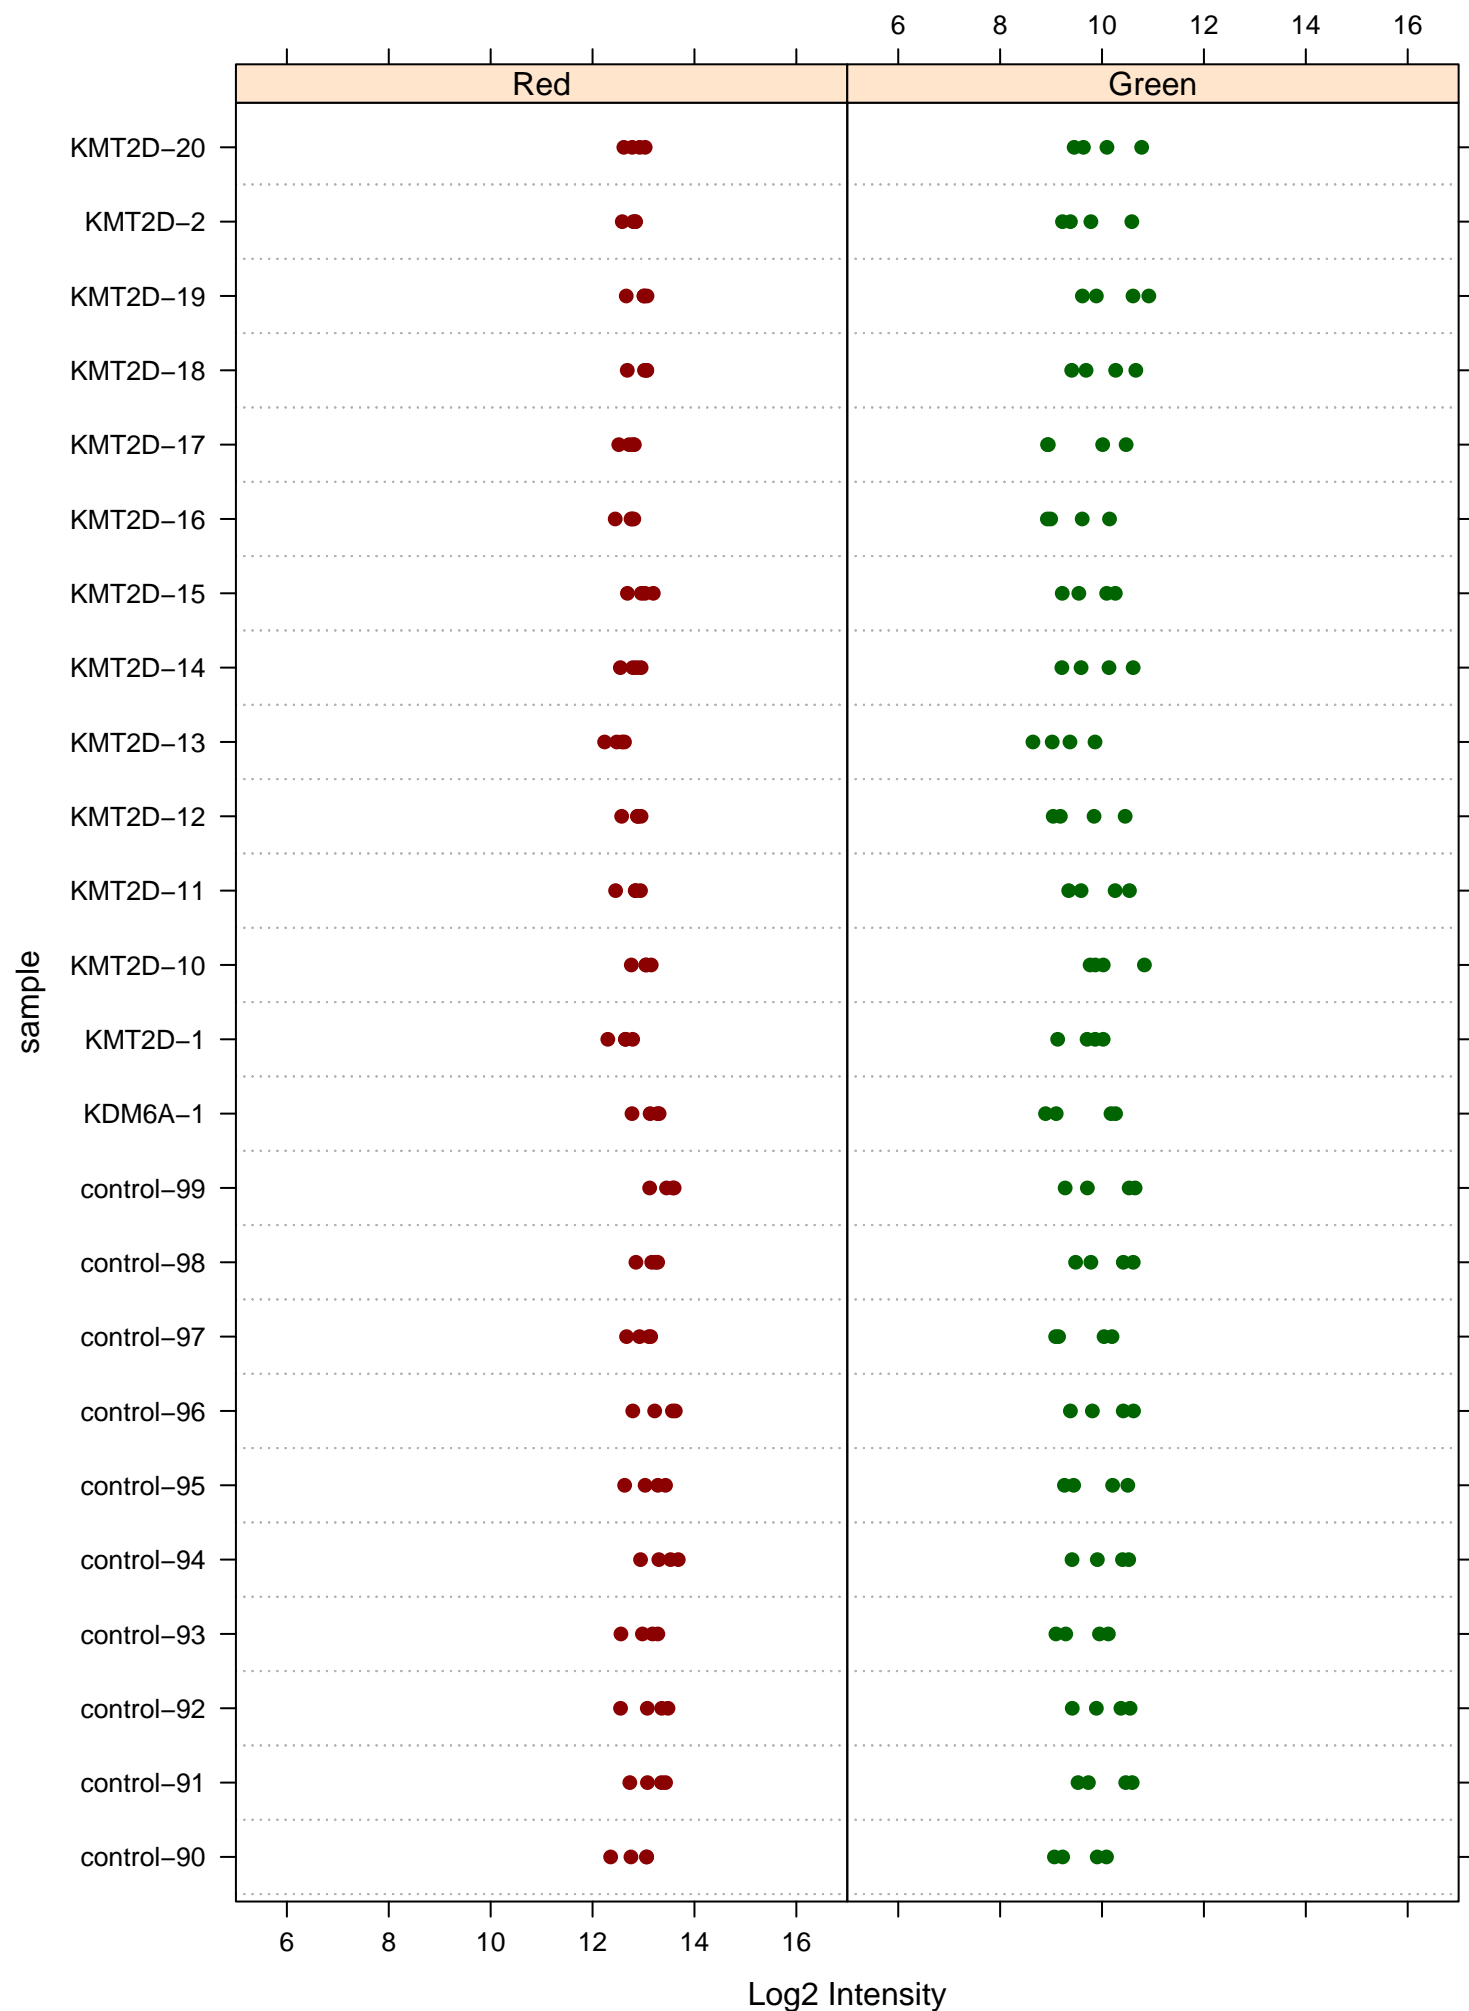 6 8 10 12 14 16
Red Green
KMT2D−20
KMT2D−2
KMT2D−19
KMT2D−18
KMT2D−17
KMT2D−16
KMT2D−15
KMT2D−14
KMT2D−13
KMT2D−12
KMT2D−11
KMT2D−10
KMT2D−1
KDM6A−1
control−99
control−98
control−97
control−96
control−95
control−94
control−93
control−92
control−91
control−90
sample
6 8 10 12 14 16
Log2 Intensity